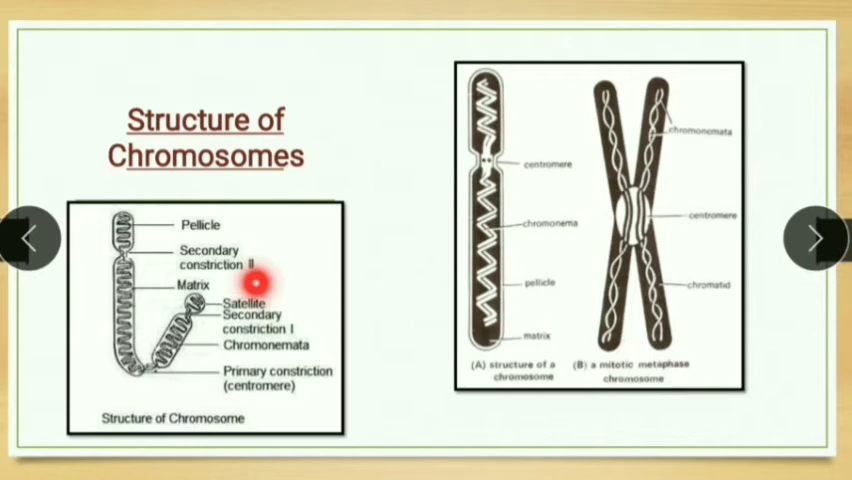 Structure of
Chromosomes
Pellicle
Secondary
constriction II
Matrix
Satellite
Secondary
constriction I
Chromonemata
Primary constriction
(centromere)
Structure of Chromosome
centromere
chromonema
pellicle
matrix
(A) structure of a
chromosome
chromonomata
centromere
chromatid
(B) a mitotic metaphase
chromosome